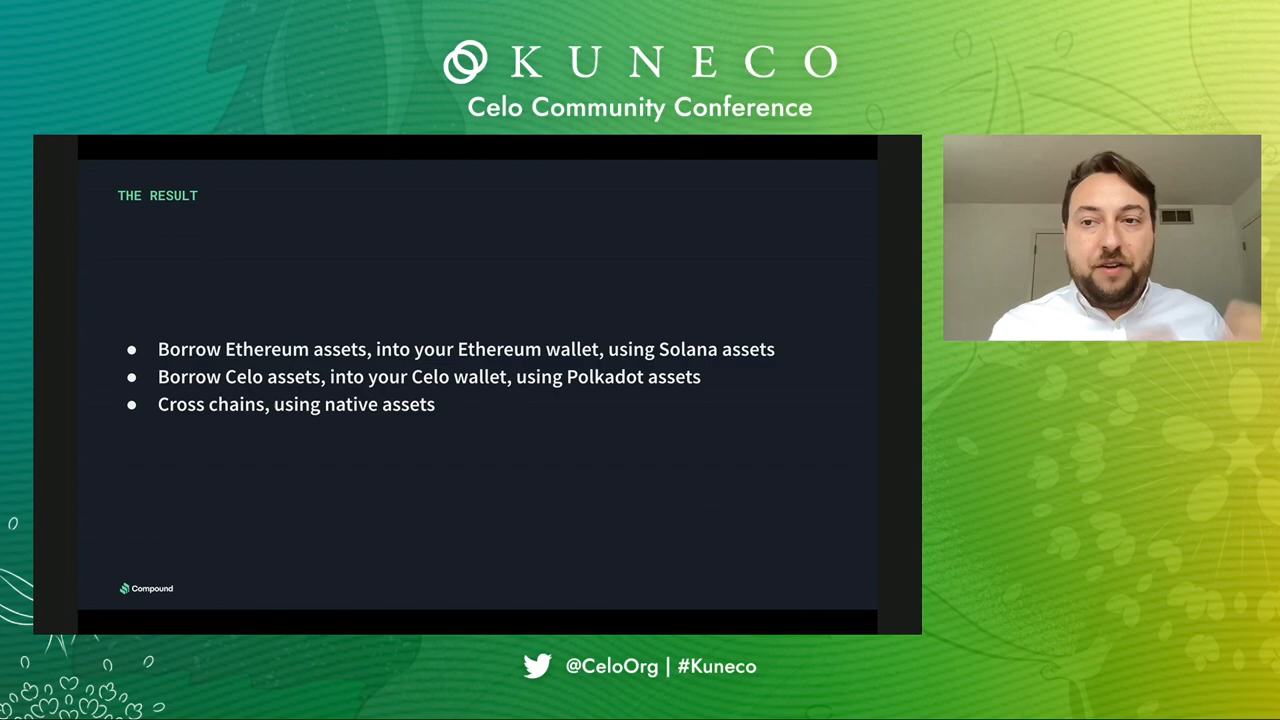 KUNECO
Celo Community Conference
THE RESULT
● Borrow Ethereum assets, into your Ethereum wallet, using Solana assets
● Borrow Celo assets, into your Celo wallet, using Polkadot assets
● Cross chains, using native assets
Compound
@CeloOrg | #Kuneco